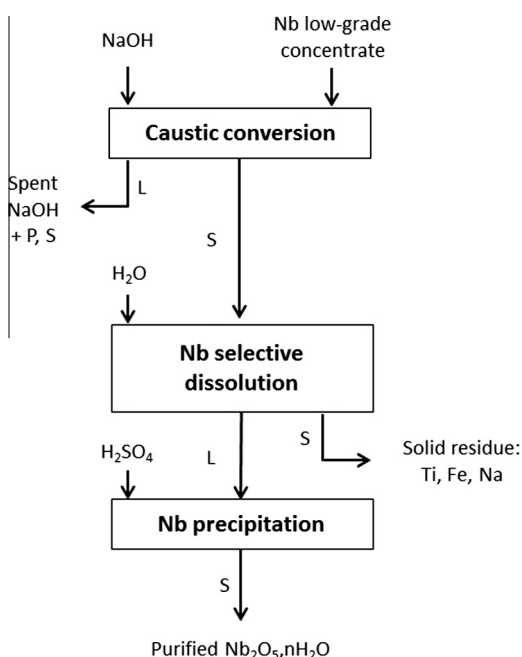 NaOH
Nb low-grade
concentrate
Caustic conversion
Spent
NaOH
+ P, S
L
S
H₂O
Nb selective
dissolution
H₂SO₄
L
S
Solid residue:
Ti, Fe, Na
Nb precipitation
S
Purified Nb₂O₅,nH₂O